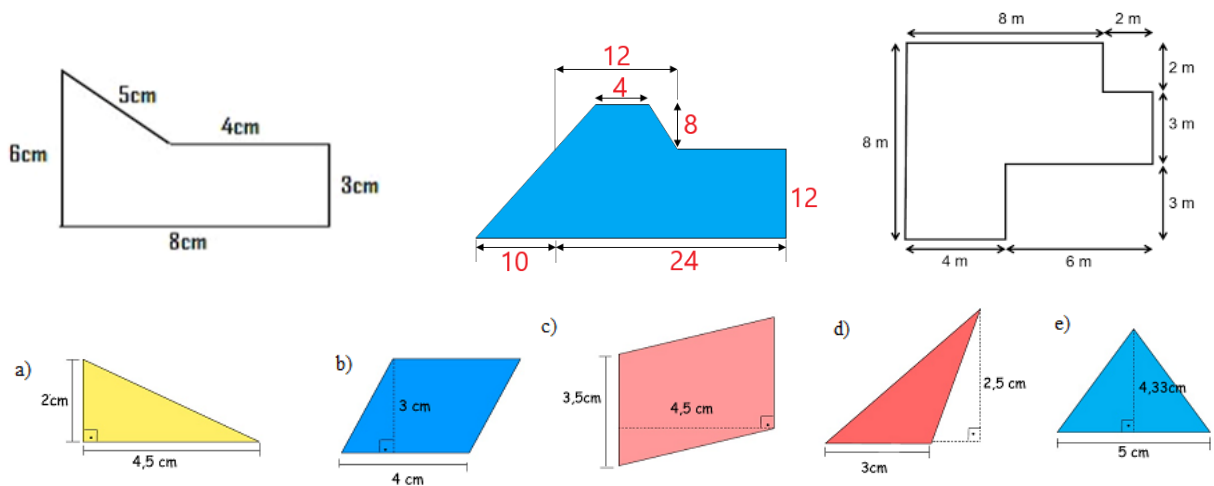 5cm
4cm
6cm
3cm
8cm
12
4
8
12
10
24
8 m
2 m
2 m
8 m
3 m
3 m
4 m
6 m
a)
2cm
4,5 cm
b)
3 cm
4 cm
c)
3,5cm
4,5 cm
d)
2,5 cm
3cm
e)
4,33cm
5 cm